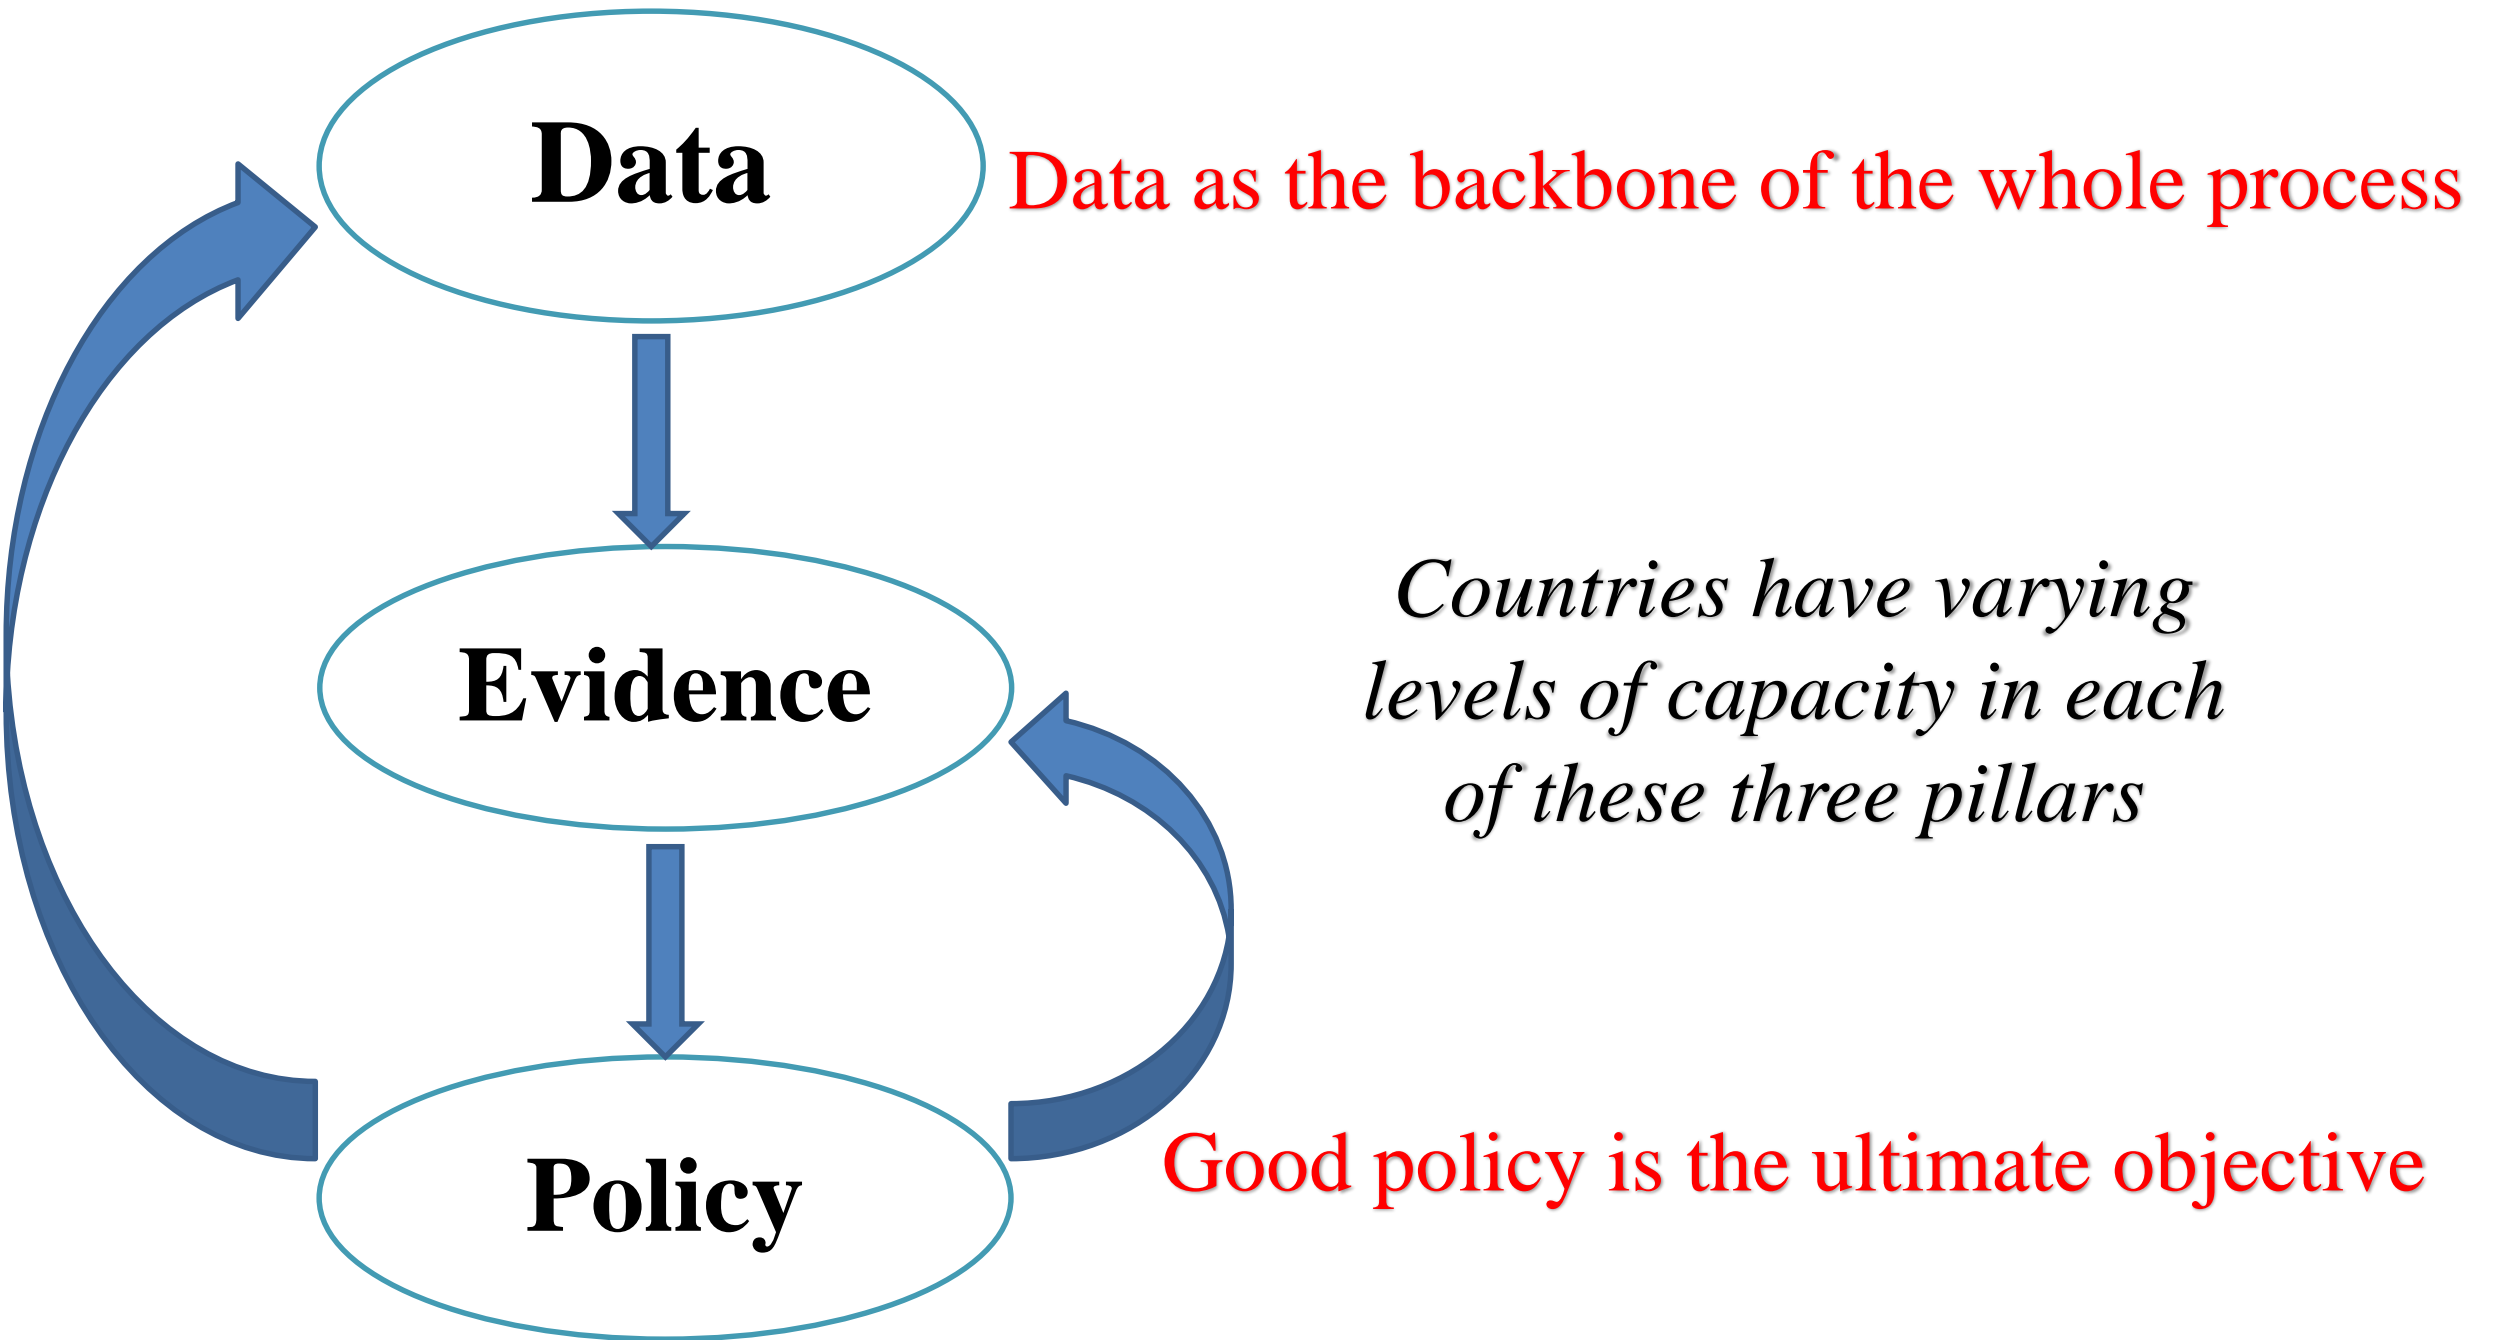 Data
Data as the backbone of the whole process
Evidence
Countries have varying
levels of capacity in each
of these three pillars
Policy
Good policy is the ultimate objective